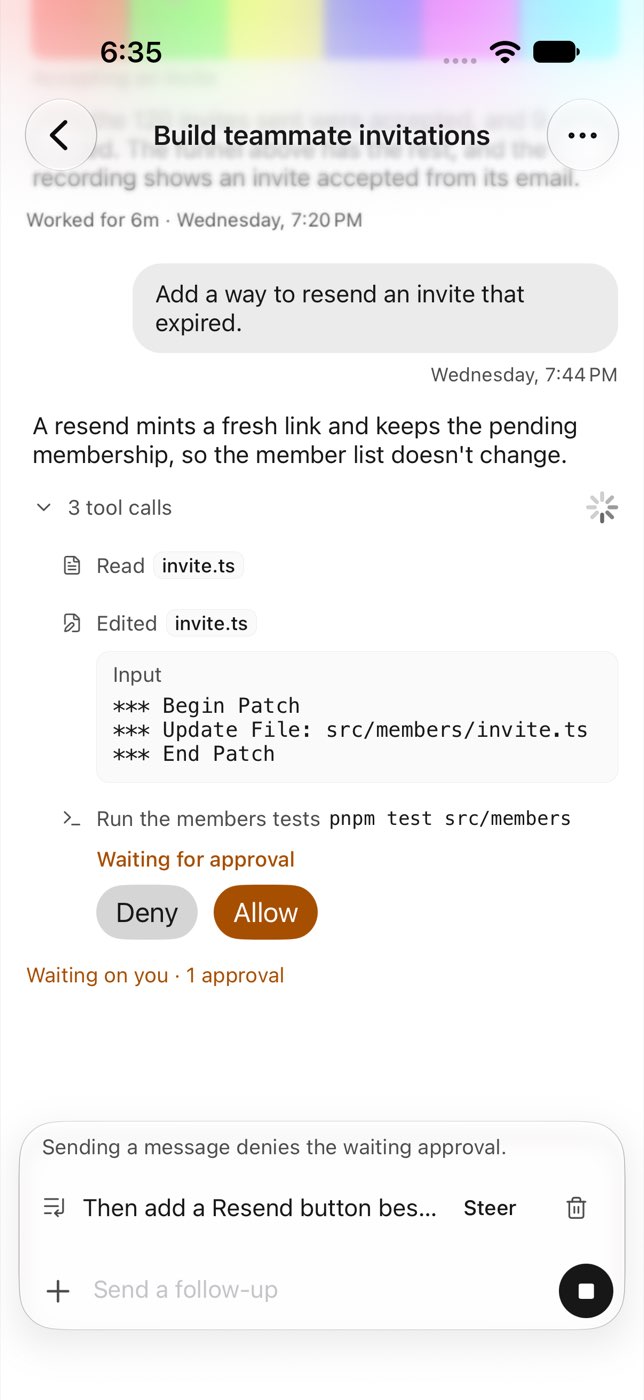 6:35
Build teammate invitations
recording shows an invite accepted from its email.
Worked for 6m · Wednesday, 7:20 PM
Add a way to resend an invite that
expired.
Wednesday, 7:44 PM
A resend mints a fresh link and keeps the pending
membership, so the member list doesn't change.
3 tool calls
Read invite.ts
Edited invite.ts
Input
*** Begin Patch
*** Update File: src/members/invite.ts
*** End Patch
Run the members tests pnpm test src/members
Waiting for approval
Deny Allow
Waiting on you · 1 approval
Sending a message denies the waiting approval.
Then add a Resend button bes... Steer
Send a follow-up